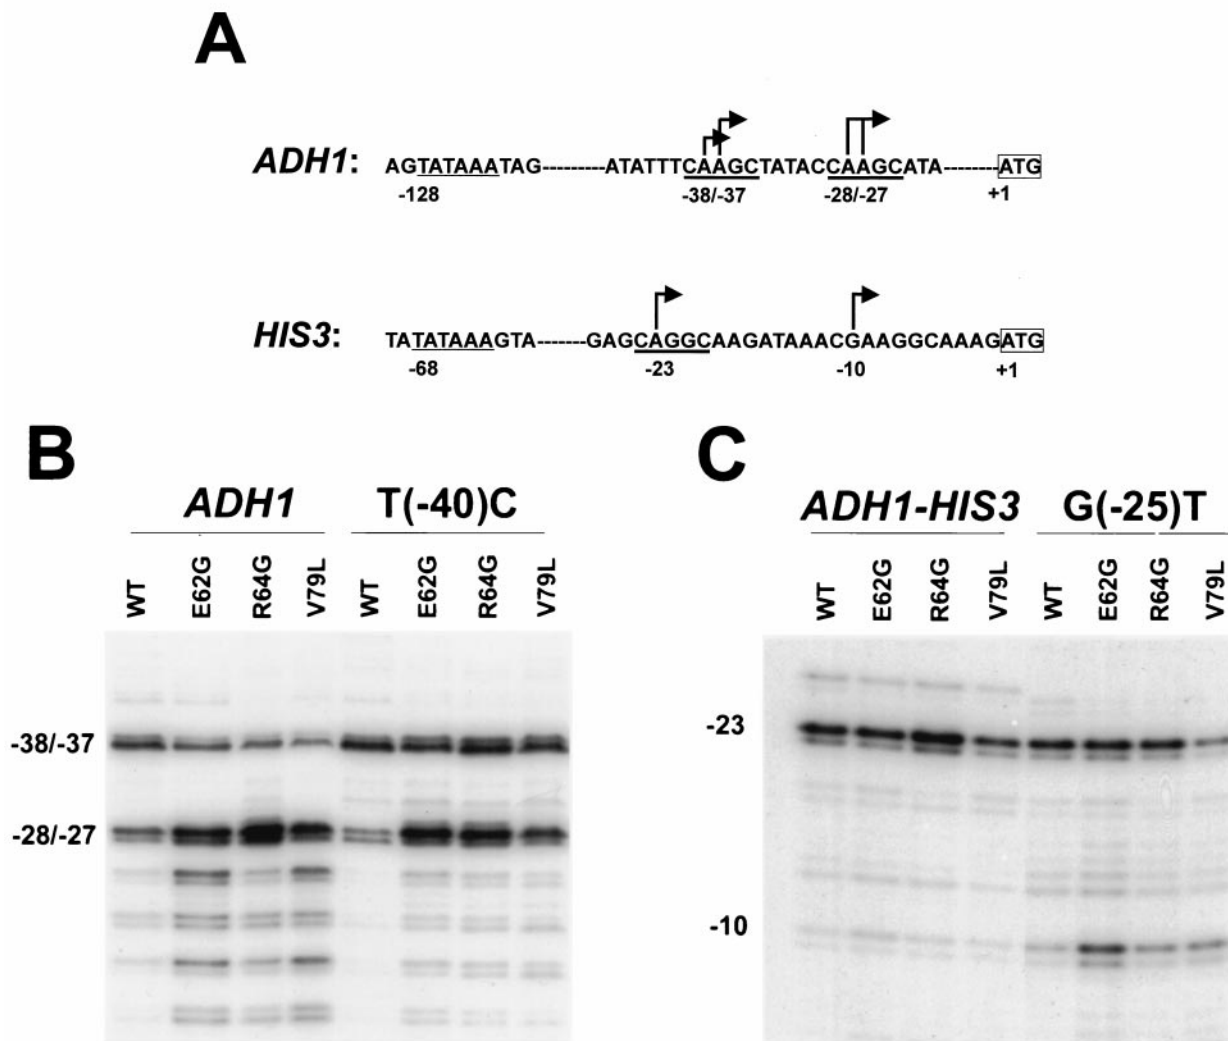 A
ADH1: AGTATAAATAG---------ATATTTCAAGCTATACCAAGCATA--------ATG
-128 -38/-37 -28/-27 +1
HIS3: TATATAAAGTA-------GAGCAGGCAAGATAAACGAAGGCAAAGATG
-68 -23 -10 +1
B
ADH1 T(-40)C
WT E62G R64G V79L WT E62G R64G V79L
-38/-37
-28/-27
C
ADH1-HIS3 G(-25)T
WT E62G R64G V79L WT E62G R64G V79L
-23
-10